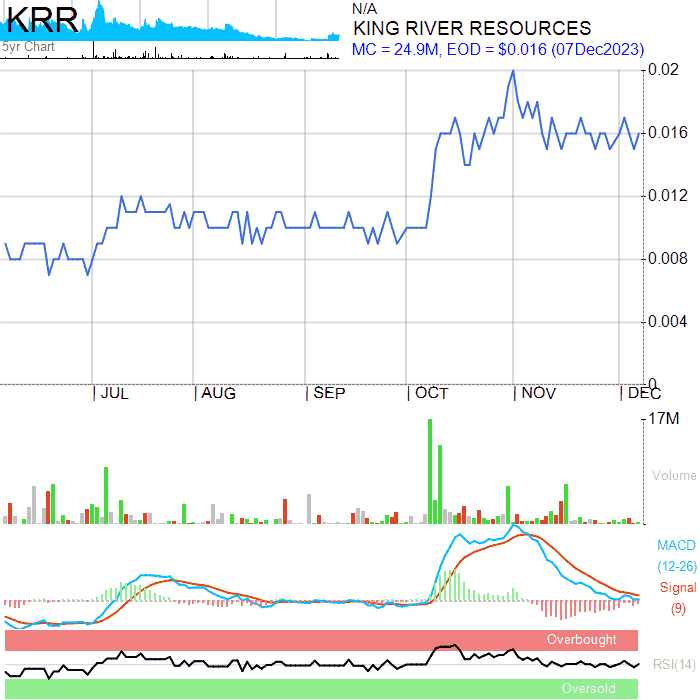 KRR
5yr Chart
N/A
KING RIVER RESOURCES
MC = 24.9M, EOD = $0.016 (07Dec2023)
0.02
0.016
0.012
0.008
0.004
0
JUL AUG SEP OCT NOV DEC
17M
Volume
MACD
(12-26)
Signal
(9)
Overbought
RSI(14)
Oversold